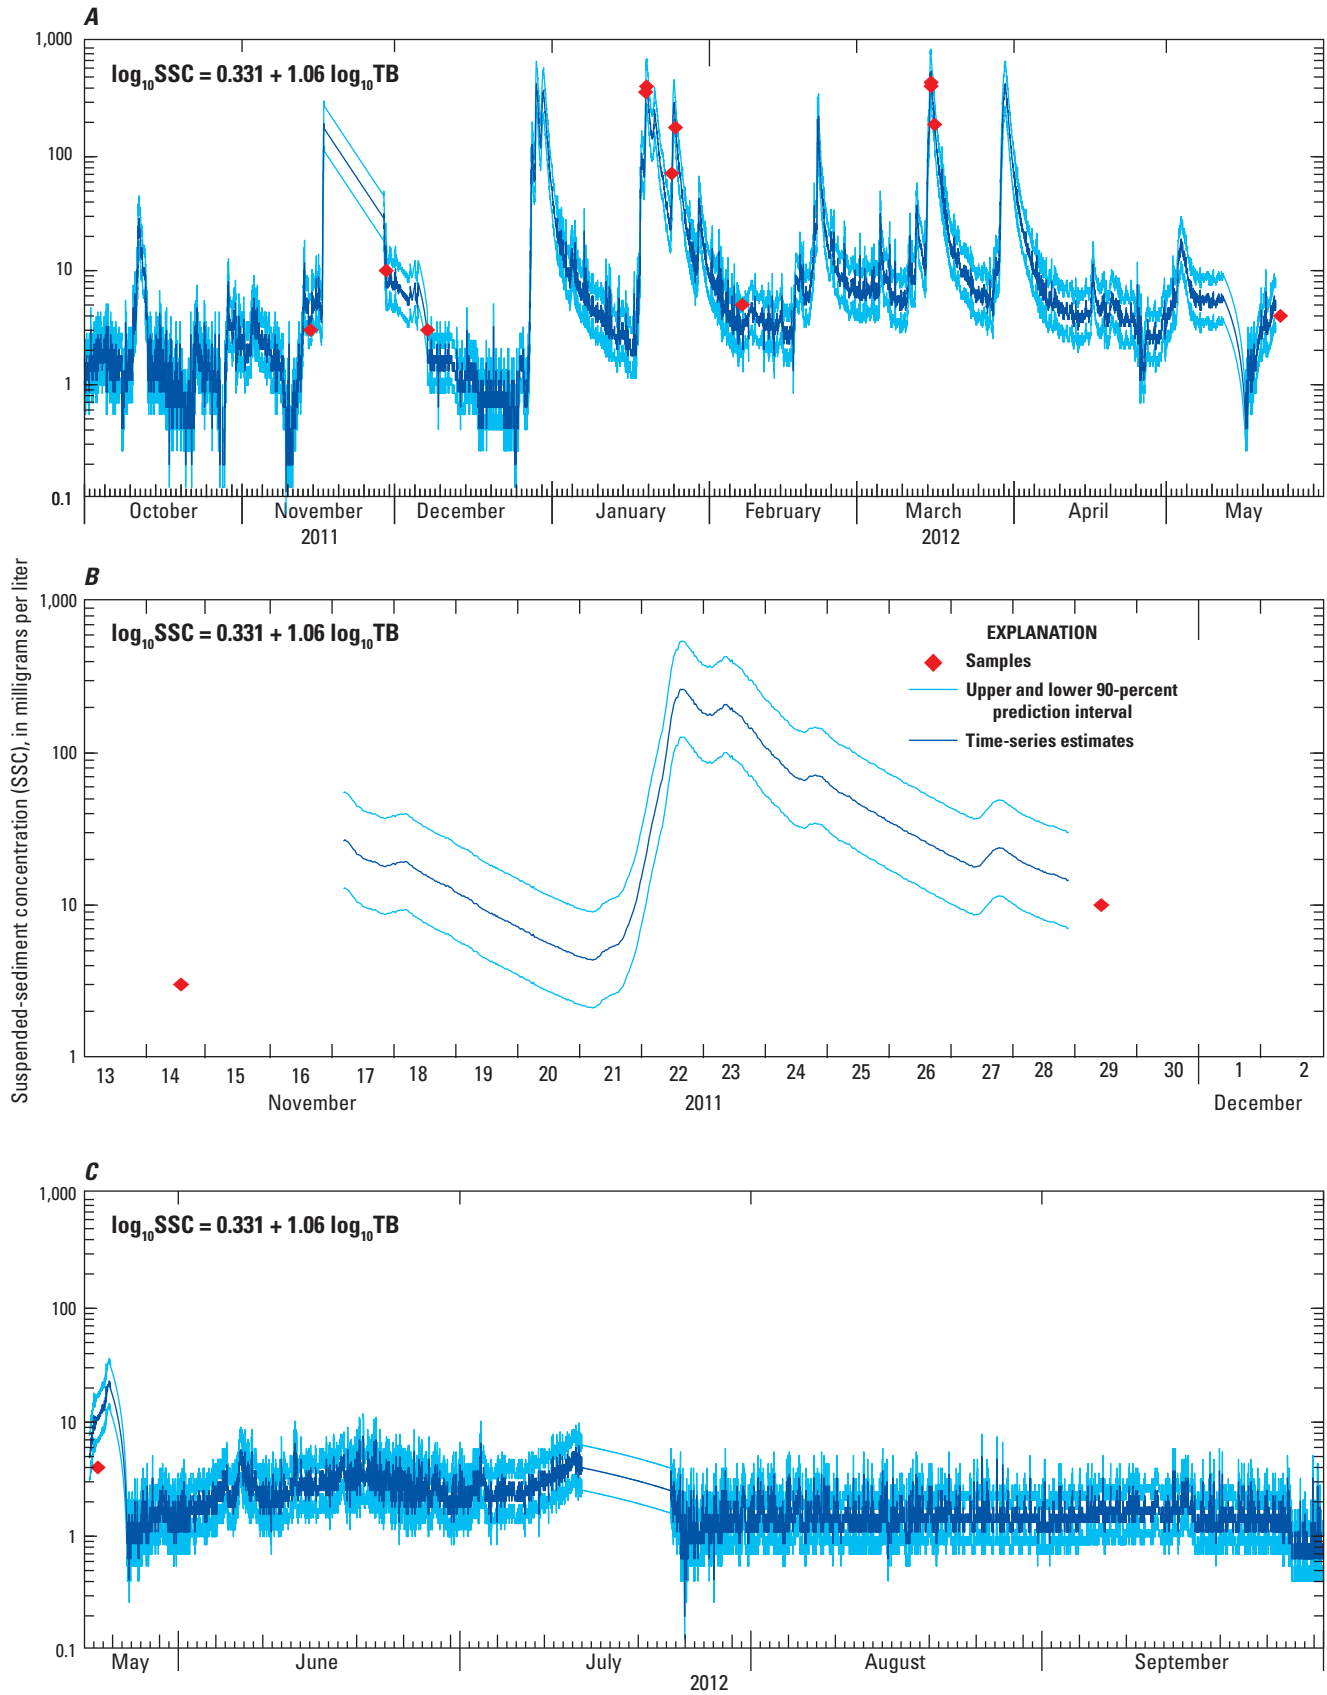 A
1,000
100
10
1
0.1
log10SSC = 0.331 + 1.06 log10TB
October November December January February March April May
2011 2012
Suspended-sediment concentration (SSC), in milligrams per liter
B
1,000
100
10
1
log10SSC = 0.331 + 1.06 log10TB
EXPLANATION
Samples
Upper and lower 90-percent
prediction interval
Time-series estimates
13 14 15 16 17 18 19 20 21 22 23 24 25 26 27 28 29 30 1 2
November 2011 December
C
1,000
100
10
1
0.1
log10SSC = 0.331 + 1.06 log10TB
May June July August September
2012